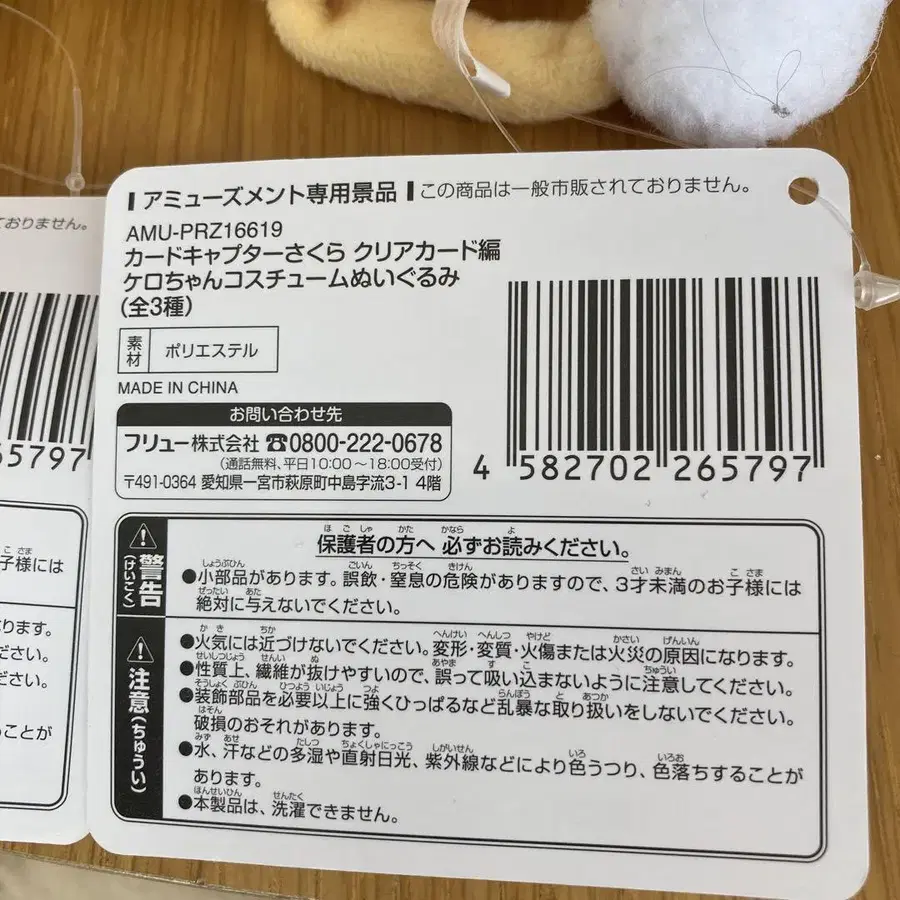 アミューズメント専用景品 この商品は一般市販されておりません。
AMU-PRZ16619
カードキャプターさくら クリアカード編
ケロちゃんコスチュームぬいぐるみ
(全3種)
素材 ポリエステル
MADE IN CHINA
お問い合わせ先
フリュー株式会社 ☎0800-222-0678
(通話無料、平日10:00～18:00受付)
〒491-0364 愛知県一宮市萩原町中島字流3-1 4階
4 582702 265797
警告(けいこく)
保護者の方へ 必ずお読みください。
●小部品があります。誤飲・窒息の危険がありますので、3才未満のお子様には
絶対に与えないでください。
注意(ちゅうい)
●火気には近づけないでください。変形・変質・火傷または火災の原因になります。
●性質上、繊維が抜けやすいので、誤って吸い込まないように注意してください。
●装飾部品を必要以上に強くひっぱるなど乱暴な取り扱いをしないでください。
破損のおそれがあります。
●水、汗などの多湿や直射日光、紫外線などにより色うつり、色落ちすることが
あります。
●本製品は、洗濯できません。
ておりません。
65797
子様には
ります。
ださい。
ださい。
ことが